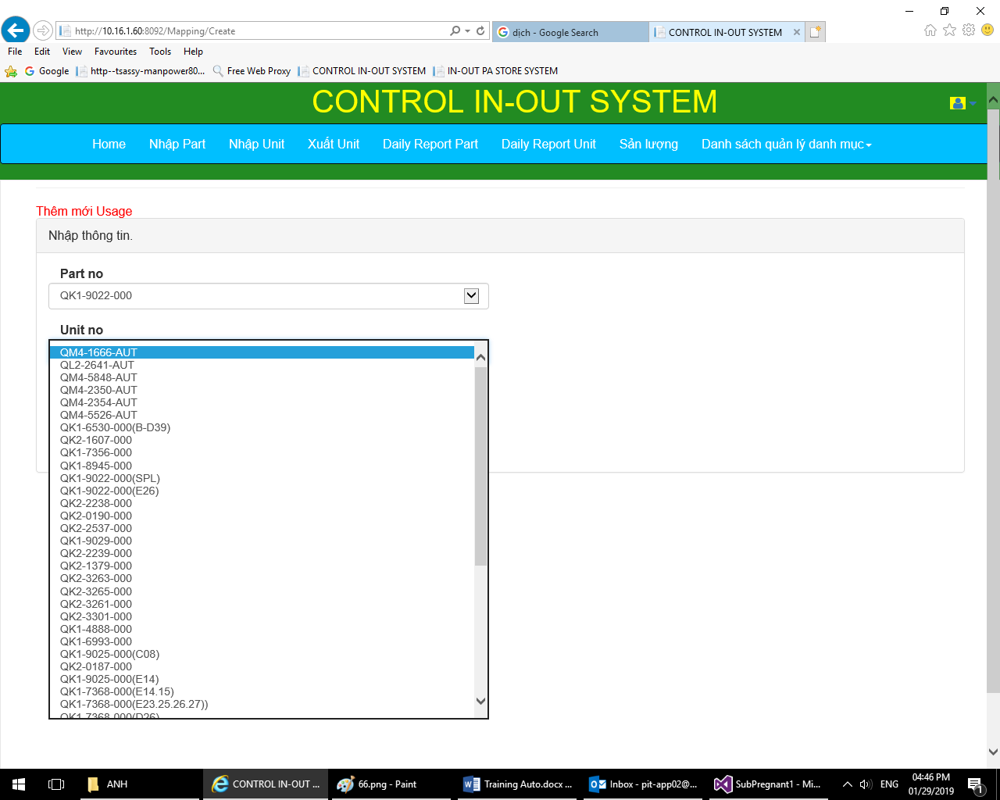 http://10.16.1.60:8092/Mapping/Create
dịch - Google Search
CONTROL IN-OUT SYSTEM
File Edit View Favourites Tools Help
Google http--tsassy-manpower80... Free Web Proxy CONTROL IN-OUT SYSTEM IN-OUT PA STORE SYSTEM
CONTROL IN-OUT SYSTEM
Home Nhập Part Nhập Unit Xuất Unit Daily Report Part Daily Report Unit Sản lượng Danh sách quản lý danh mục
Thêm mới Usage
Nhập thông tin.
Part no
QK1-9022-000
Unit no
QM4-1666-AUT
QL2-2641-AUT
QM4-5848-AUT
QM4-2350-AUT
QM4-2354-AUT
QM4-5526-AUT
QK1-6530-000(B-D39)
QK2-1607-000
QK1-7356-000
QK1-8945-000
QK1-9022-000(SPL)
QK1-9022-000(E26)
QK2-2238-000
QK2-0190-000
QK2-2537-000
QK1-9029-000
QK2-2239-000
QK2-1379-000
QK2-3263-000
QK2-3265-000
QK2-3261-000
QK2-3301-000
QK1-4888-000
QK1-6993-000
QK1-9025-000(C08)
QK2-0187-000
QK1-9025-000(E14)
QK1-7368-000(E14.15)
QK1-7368-000(E23.25.26.27))
QK1-7368-000(D26)
ANH
CONTROL IN-OUT ...
66.png - Paint
Training Auto.docx ...
Inbox - pit-app02@...
SubPregnant1 - Mi...
ENG
04:46 PM
01/29/2019
1